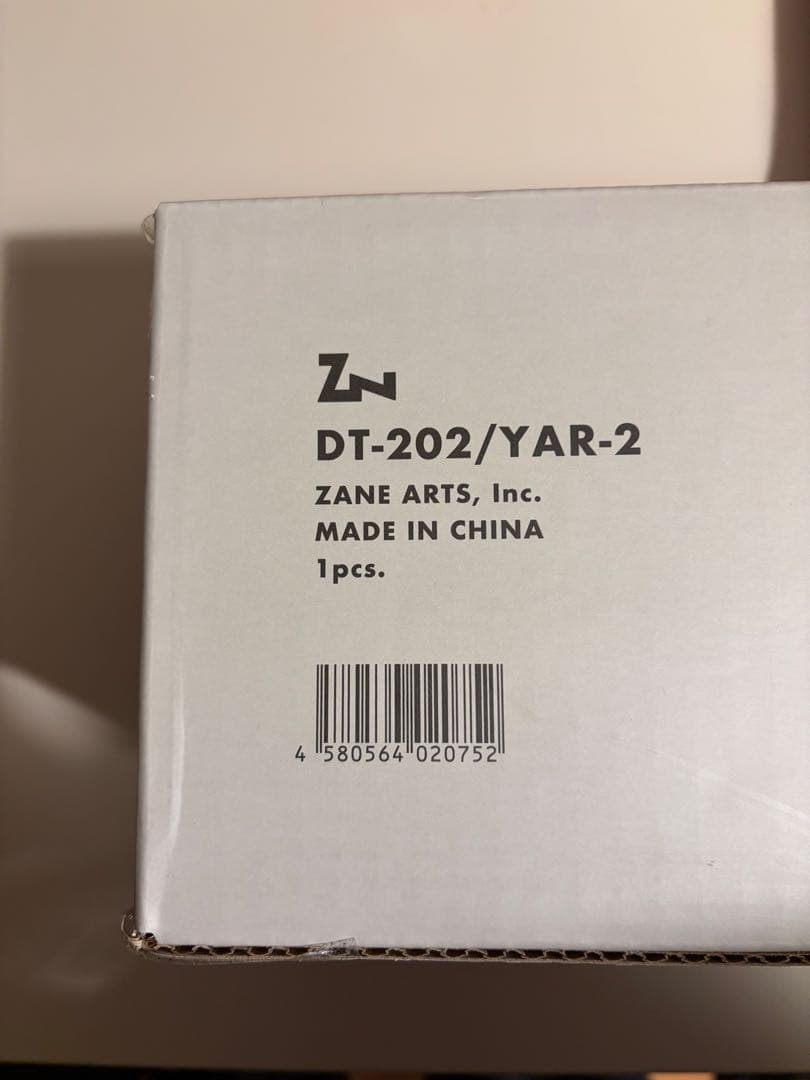 ZN
DT-202/YAR-2
ZANE ARTS, Inc.
MADE IN CHINA
1pcs.
4 580564 020752